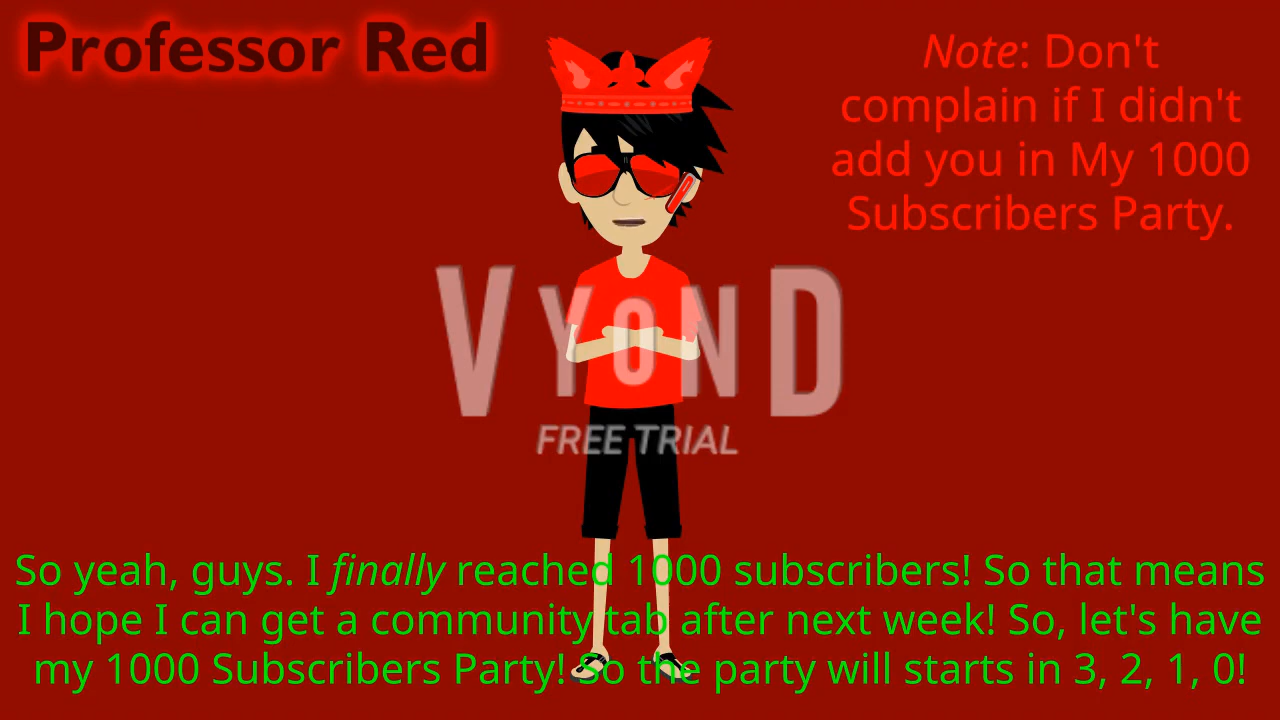 Professor Red
Note: Don't
complain if I didn't
add you in My 1000
Subscribers Party.
VYOND
FREE TRIAL
So yeah, guys. I finally reached 1000 subscribers! So that means
I hope I can get a community tab after next week! So, let's have
my 1000 Subscribers Party! So the party will starts in 3, 2, 1, 0!